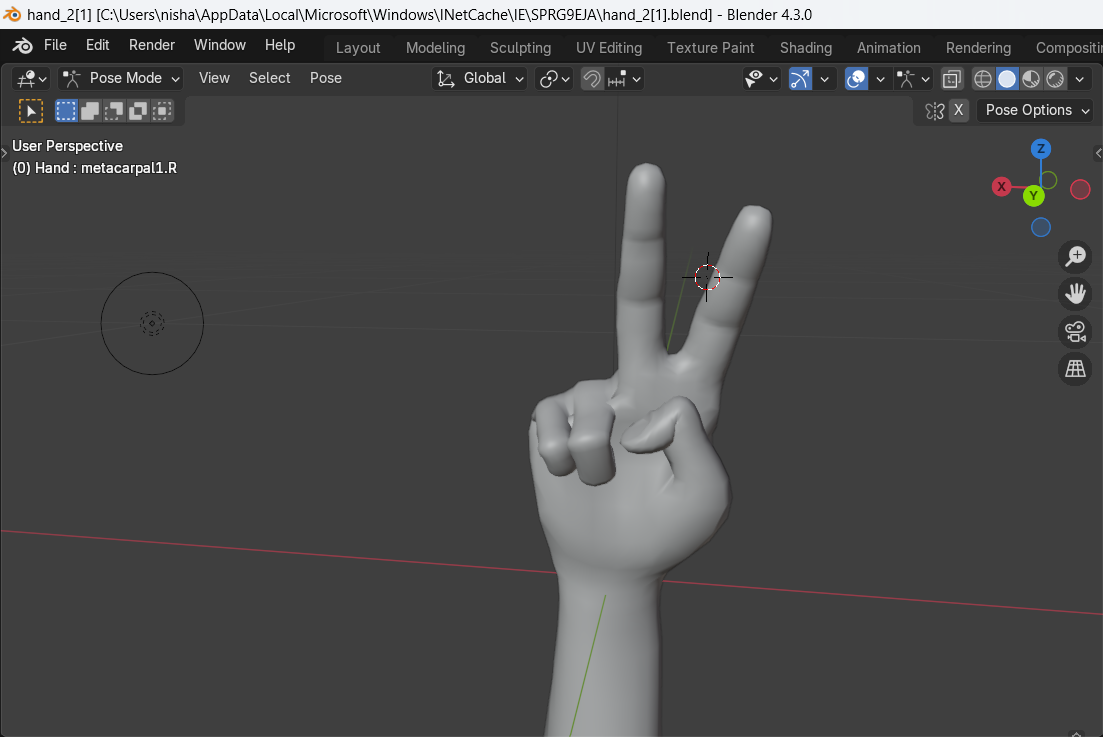 hand_2[1] [C:\Users\nisha\AppData\Local\Microsoft\Windows\INetCache\IE\SPRG9EJA\hand_2[1].blend] - Blender 4.3.0
File Edit Render Window Help Layout Modeling Sculpting UV Editing Texture Paint Shading Animation Rendering Compositi
Pose Mode View Select Pose Global
X Pose Options
User Perspective
(0) Hand : metacarpal1.R
Z
X
Y